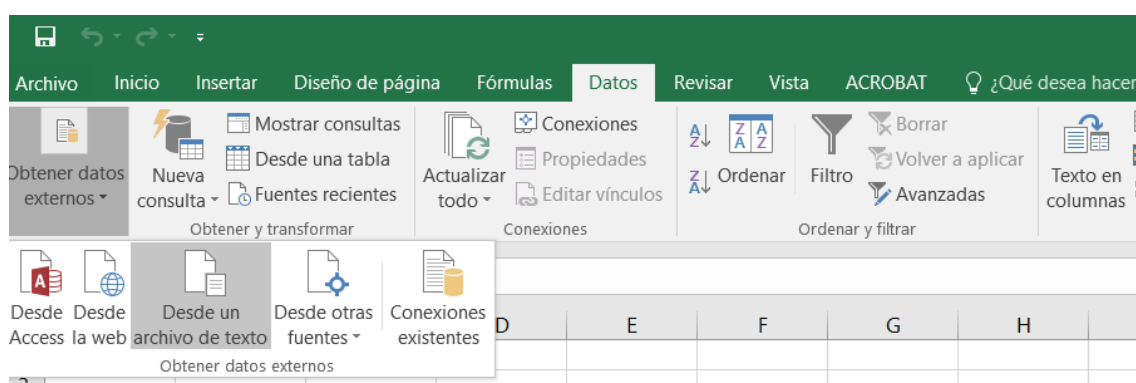 Archivo Inicio Insertar Diseño de página Fórmulas Datos Revisar Vista ACROBAT ¿Qué desea hacer
Obtener datos
externos
Nueva
consulta
Mostrar consultas
Desde una tabla
Fuentes recientes
Obtener y transformar
Actualizar
todo
Conexiones
Propiedades
Editar vínculos
Conexiones
Ordenar
Filtro
Borrar
Volver a aplicar
Avanzadas
Ordenar y filtrar
Texto en
columnas
Desde
Access
Desde
la web
Desde un
archivo de texto
Desde otras
fuentes
Conexiones
existentes
Obtener datos externos
D E F G H